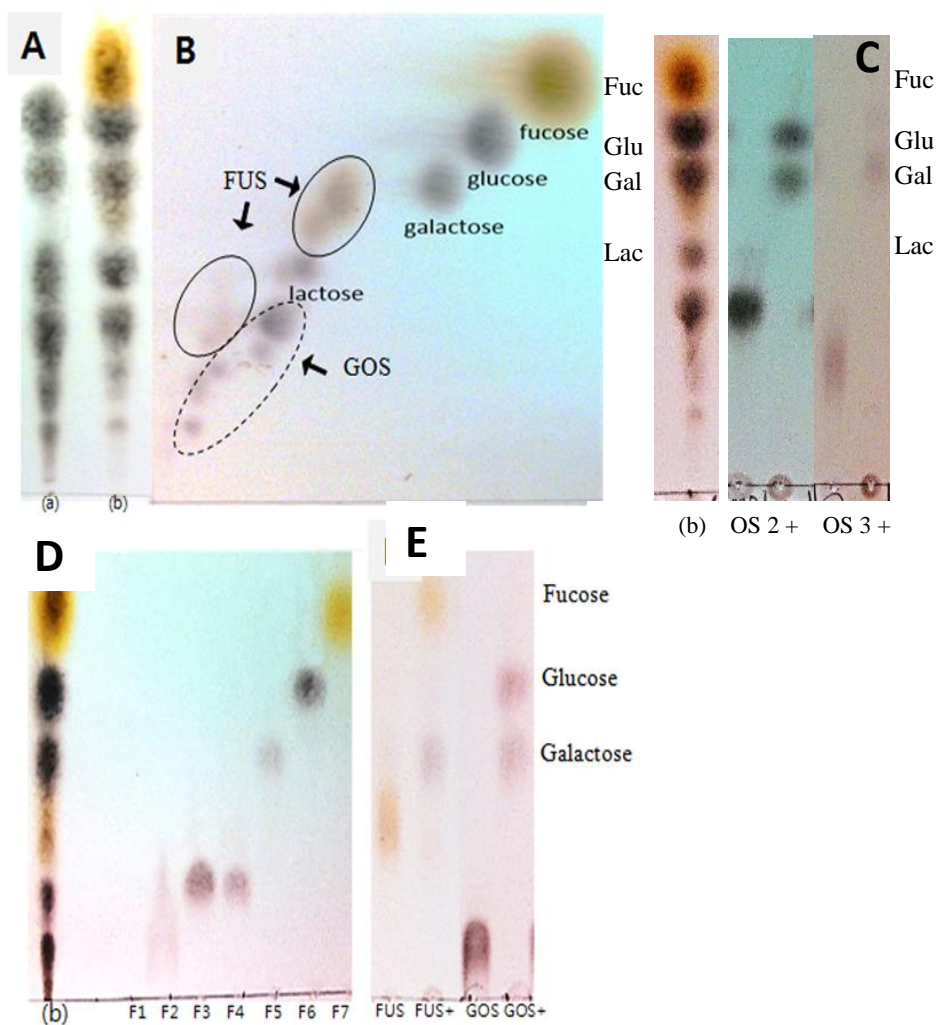 A
B
C
fucose
FUS
glucose
galactose
lactose
GOS
(a)
(b)
Fuc
Glu
Gal
Lac
Fuc
Glu
Gal
Lac
(b) OS 2 + OS 3 +
D
E
Fucose
Glucose
Galactose
(b) F1 F2 F3 F4 F5 F6 F7
FUS FUS+ GOS GOS+